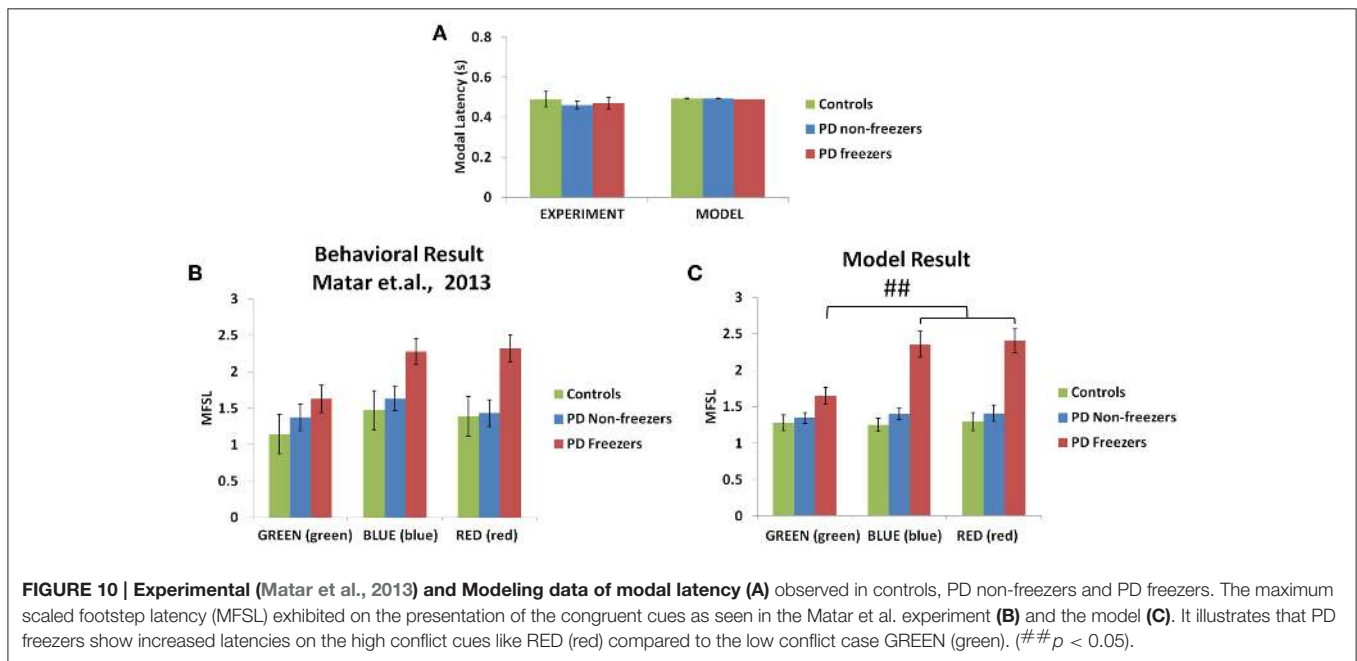 A
0.8
0.6
0.4
0.2
0
Modal Latency (s)
EXPERIMENT
MODEL
Controls
PD non-freezers
PD freezers
B
Behavioral Result
Matar et.al., 2013
3
2.5
2
1.5
1
0.5
0
MFSL
GREEN (green)
BLUE (blue)
RED (red)
Controls
PD Non-freezers
PD Freezers
C
Model Result
##
3
2.5
2
1.5
1
0.5
0
MFSL
GREEN (green)
BLUE (blue)
RED (red)
Controls
PD Non-freezers
PD Freezers
FIGURE 10 | Experimental (Matar et al., 2013) and Modeling data of modal latency (A) observed in controls, PD non-freezers and PD freezers. The maximum
scaled footstep latency (MFSL) exhibited on the presentation of the congruent cues as seen in the Matar et al. experiment (B) and the model (C). It illustrates that PD
freezers show increased latencies on the high conflict cues like RED (red) compared to the low conflict case GREEN (green). (##p < 0.05).